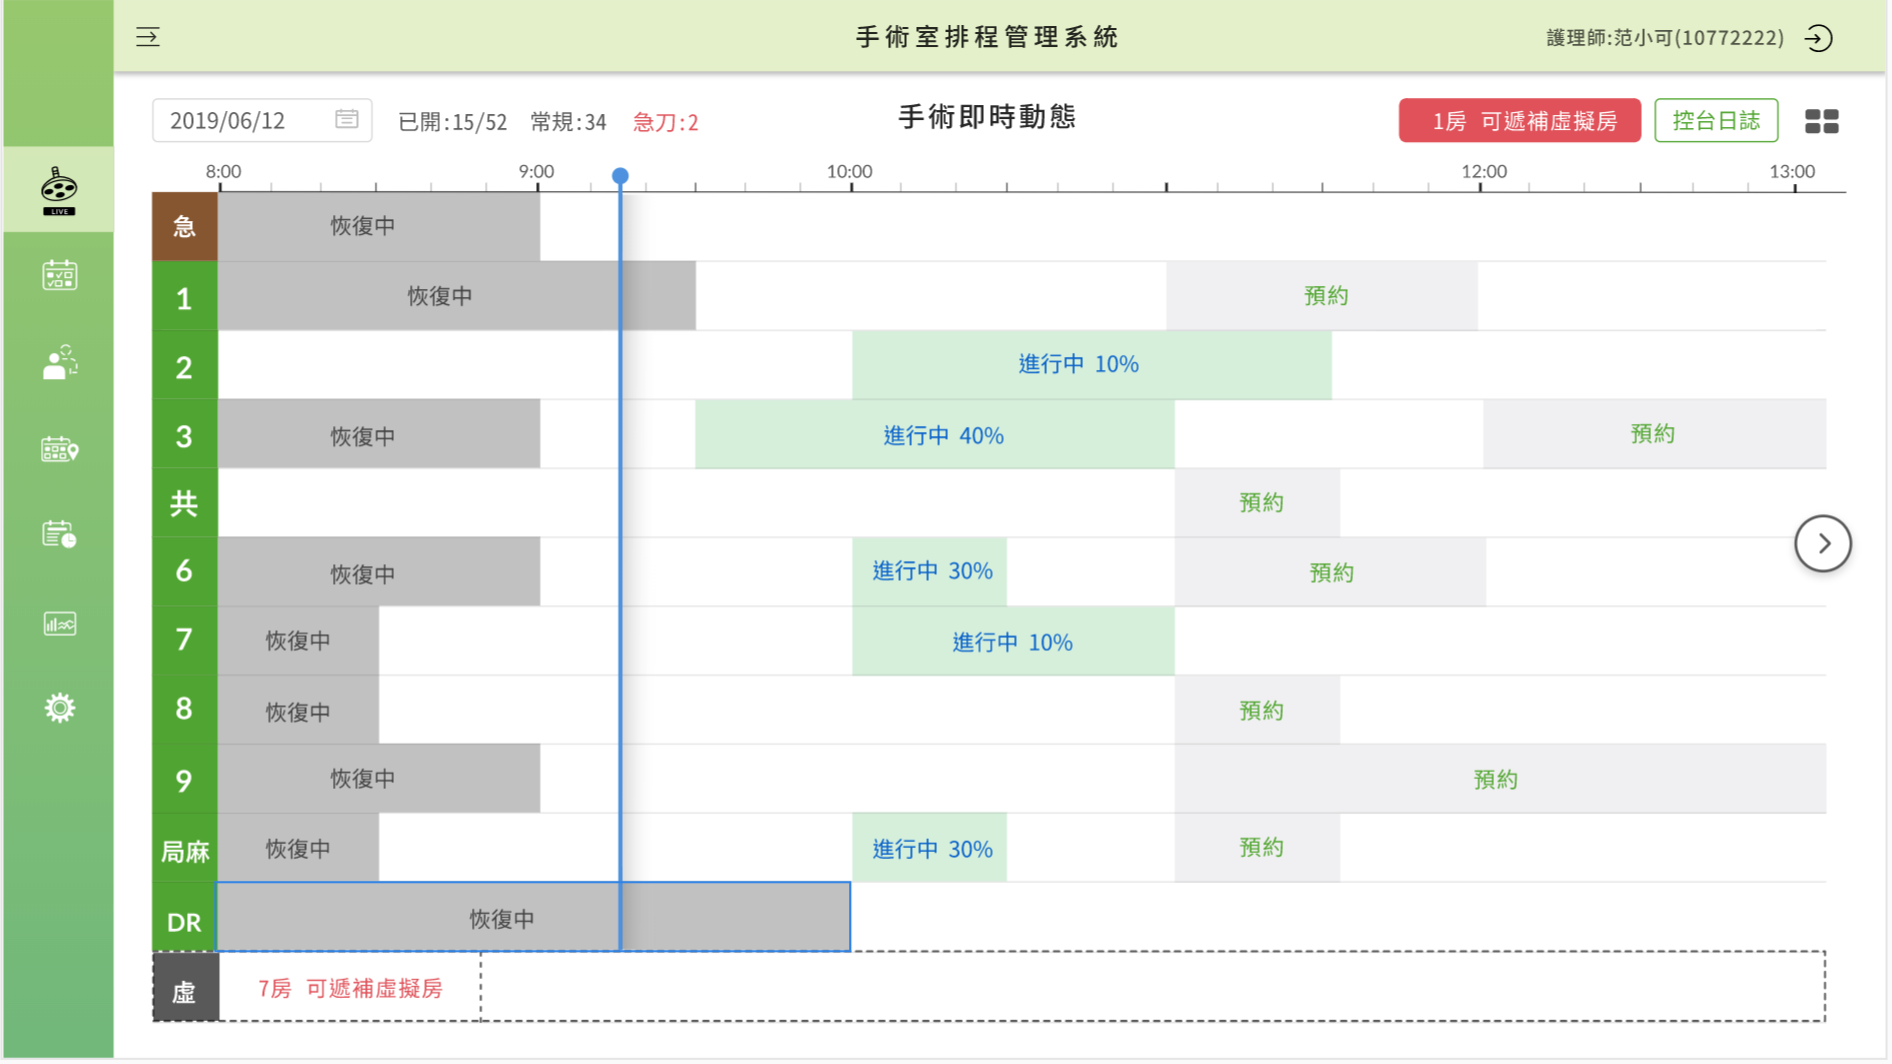 手術室排程管理系統
護理師:范小可(10772222)
2019/06/12
已開:15/52 常規:34 急刀:2
手術即時動態
1房 可遞補虛擬房
控台日誌
8:00 9:00 10:00 12:00 13:00
LIVE
急 恢復中
1 恢復中 預約
2 進行中 10%
3 恢復中 進行中 40% 預約
共 預約
6 恢復中 進行中 30% 預約
7 恢復中 進行中 10%
8 恢復中 預約
9 恢復中 預約
局麻 恢復中 進行中 30% 預約
DR 恢復中
虛 7房 可遞補虛擬房